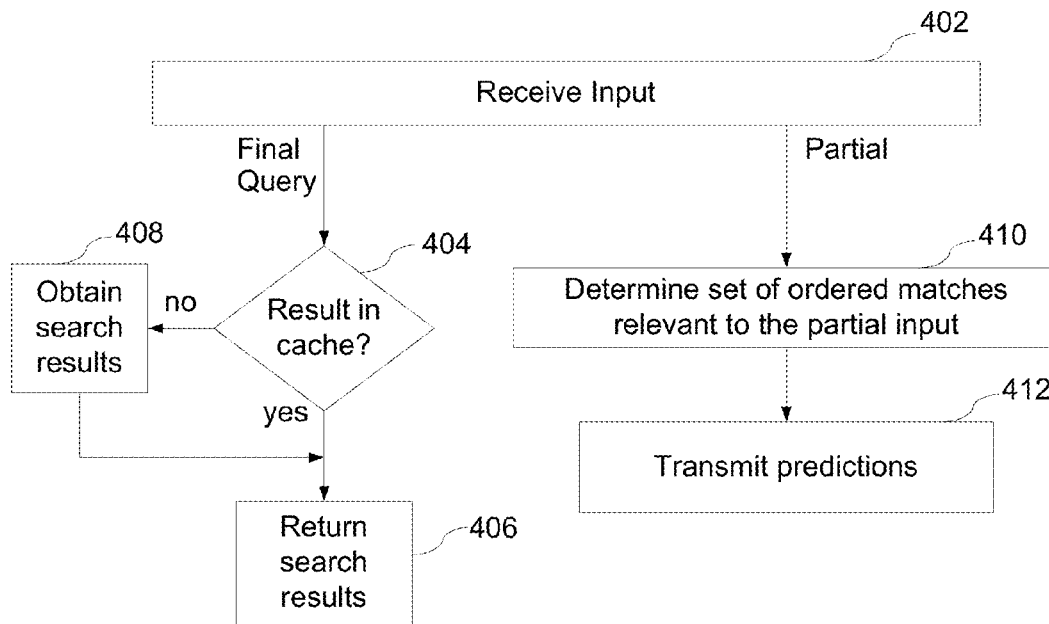 402
Receive Input
Final
Query
Partial
408
404
410
Obtain
search
results
no
Result in
cache?
Determine set of ordered matches
relevant to the partial input
yes
412
Transmit predictions
Return
search
results
406